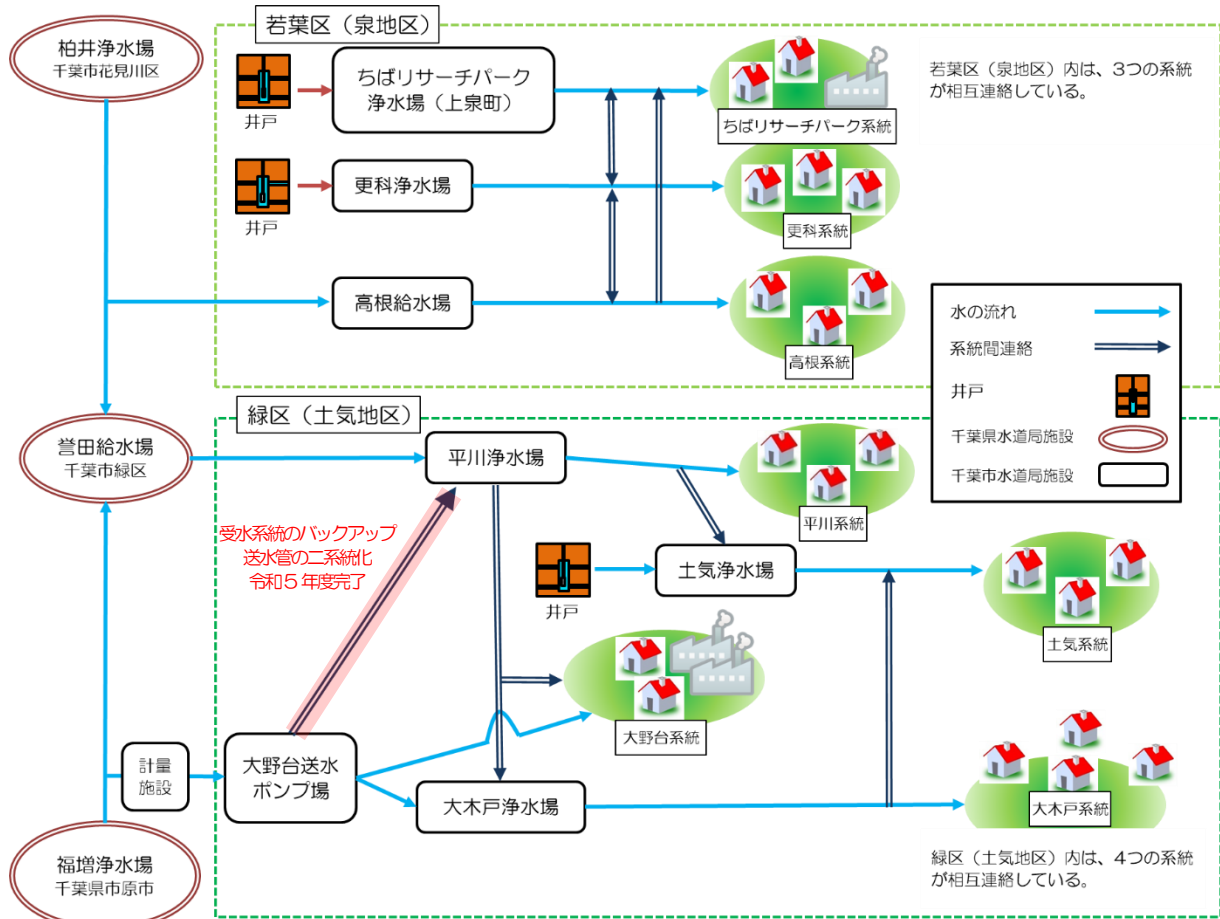 柏井浄水場
千葉市花見川区
若葉区（泉地区）
井戸
ちばリサーチパーク
浄水場（上泉町）
ちばリサーチパーク系統
若葉区（泉地区）内は、3つの系統
が相互連絡している。
井戸
更科浄水場
更科系統
高根給水場
高根系統
水の流れ
系統間連絡
井戸
千葉県水道局施設
千葉市水道局施設
緑区（土気地区）
誉田給水場
千葉市緑区
平川浄水場
平川系統
受水系統のバックアップ
送水管の二系統化
令和5年度完了
井戸
土気浄水場
土気系統
大野台系統
計量
施設
大野台送水
ポンプ場
大木戸浄水場
大木戸系統
福増浄水場
千葉県市原市
緑区（土気地区）内は、4つの系統
が相互連絡している。